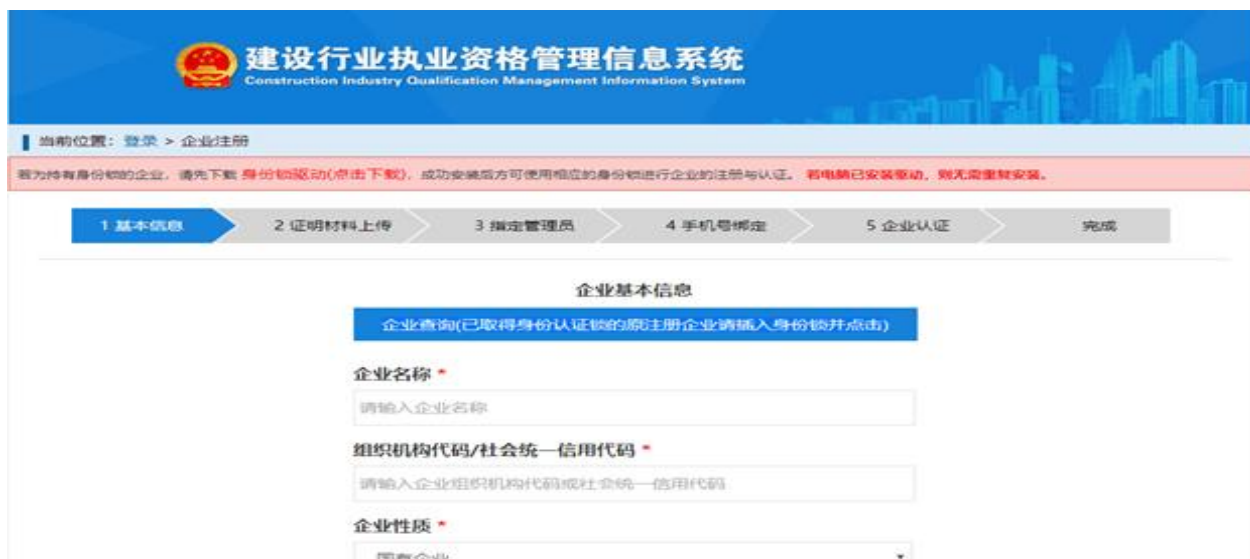 建设行业执业资格管理信息系统
Construction Industry Qualification Management Information System
当前位置：登录 > 企业注册
若为持有身份锁的企业，请先下载 身份锁驱动(点击下载)，成功安装后方可使用相应的身份锁进行企业的注册与认证。若电脑已安装驱动，则无需重复安装。
1 基本信息 2 证明材料上传 3 指定管理员 4 手机号绑定 5 企业认证 完成
企业基本信息
企业查询(已取得身份认证锁的原注册企业请插入身份锁并点击)
企业名称 *
请输入企业名称
组织机构代码/社会统一信用代码 *
请输入企业组织机构代码或社会统一信用代码
企业性质 *
国有企业